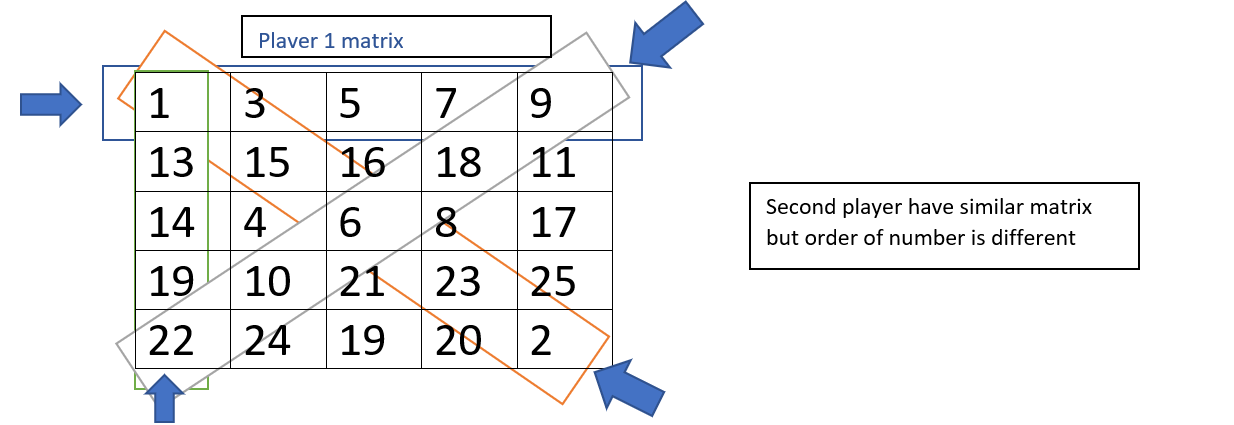 Plaver 1 matrix
1 3 5 7 9
13 15 16 18 11
14 4 6 8 17
19 10 21 23 25
22 24 19 20 2
Second player have similar matrix
but order of number is different